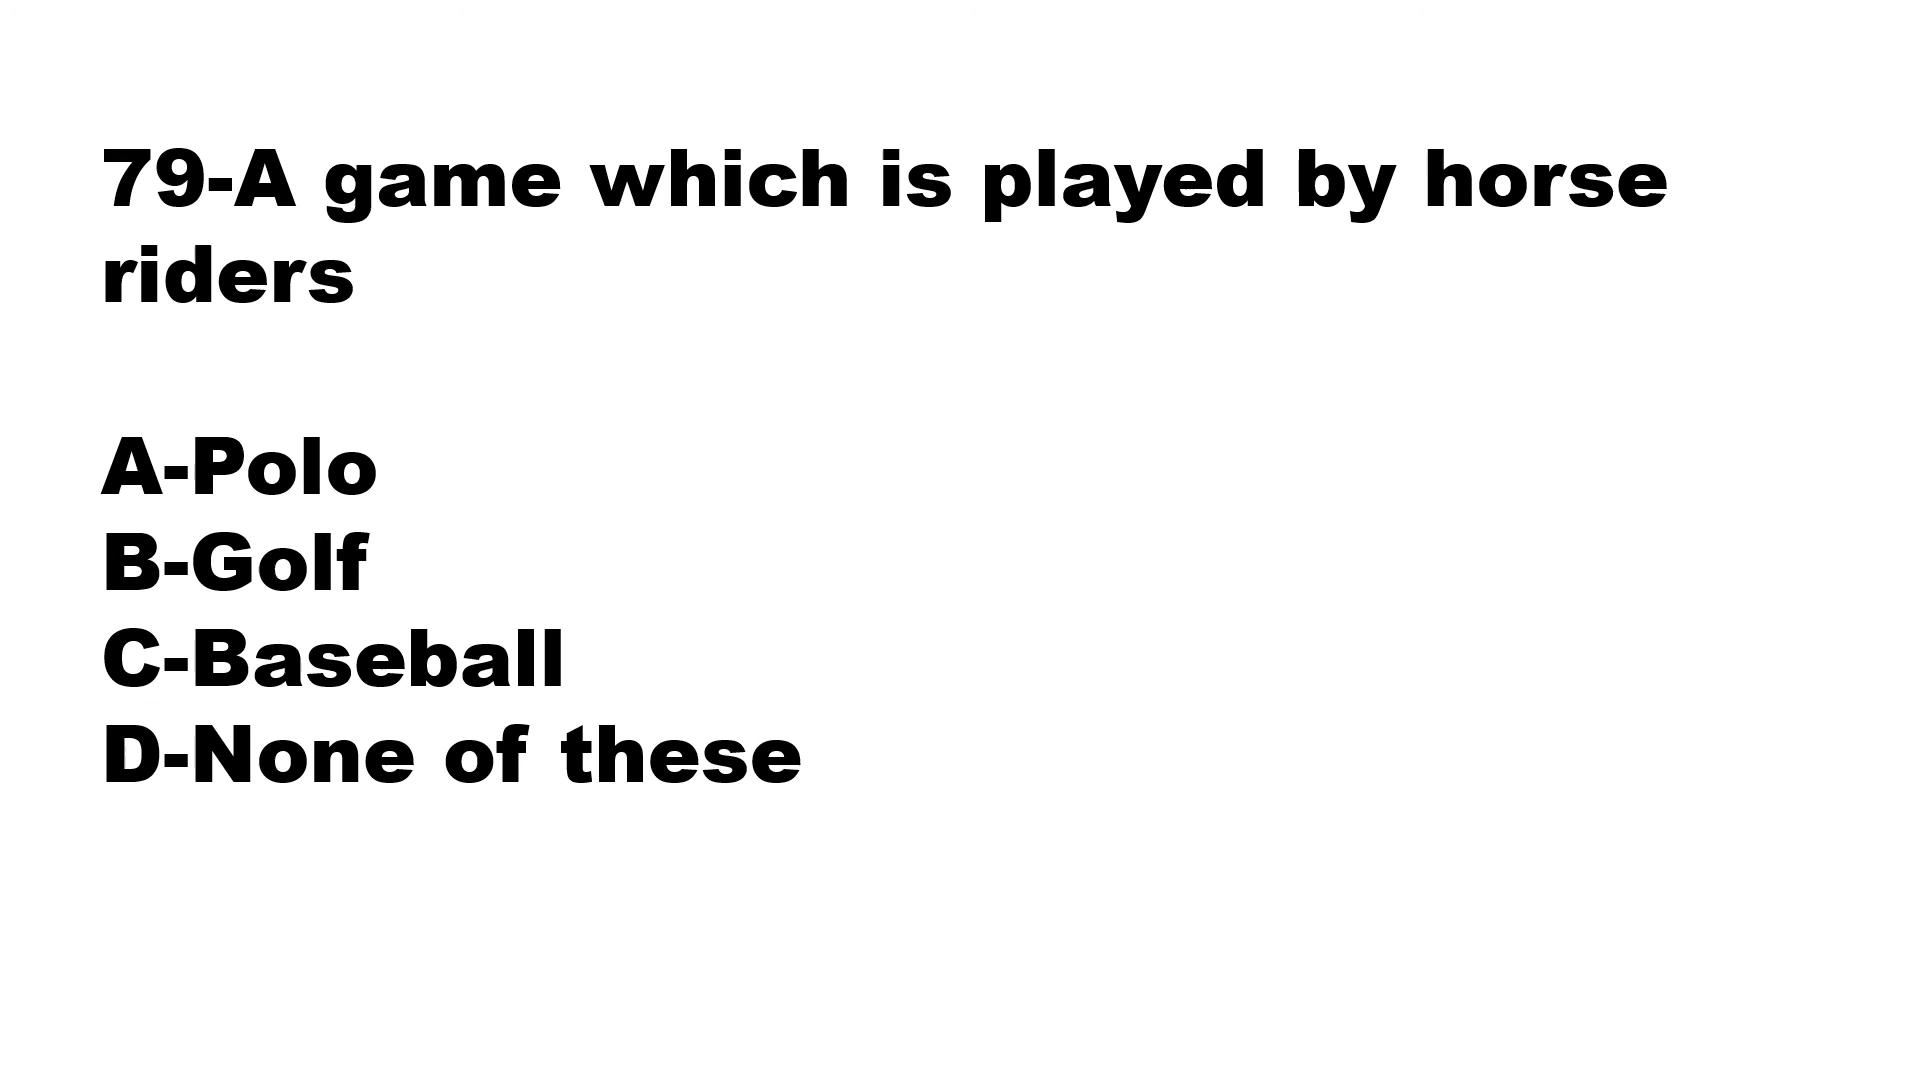 79-A game which is played by horse
riders
A-Polo
B-Golf
C-Baseball
D-None of these